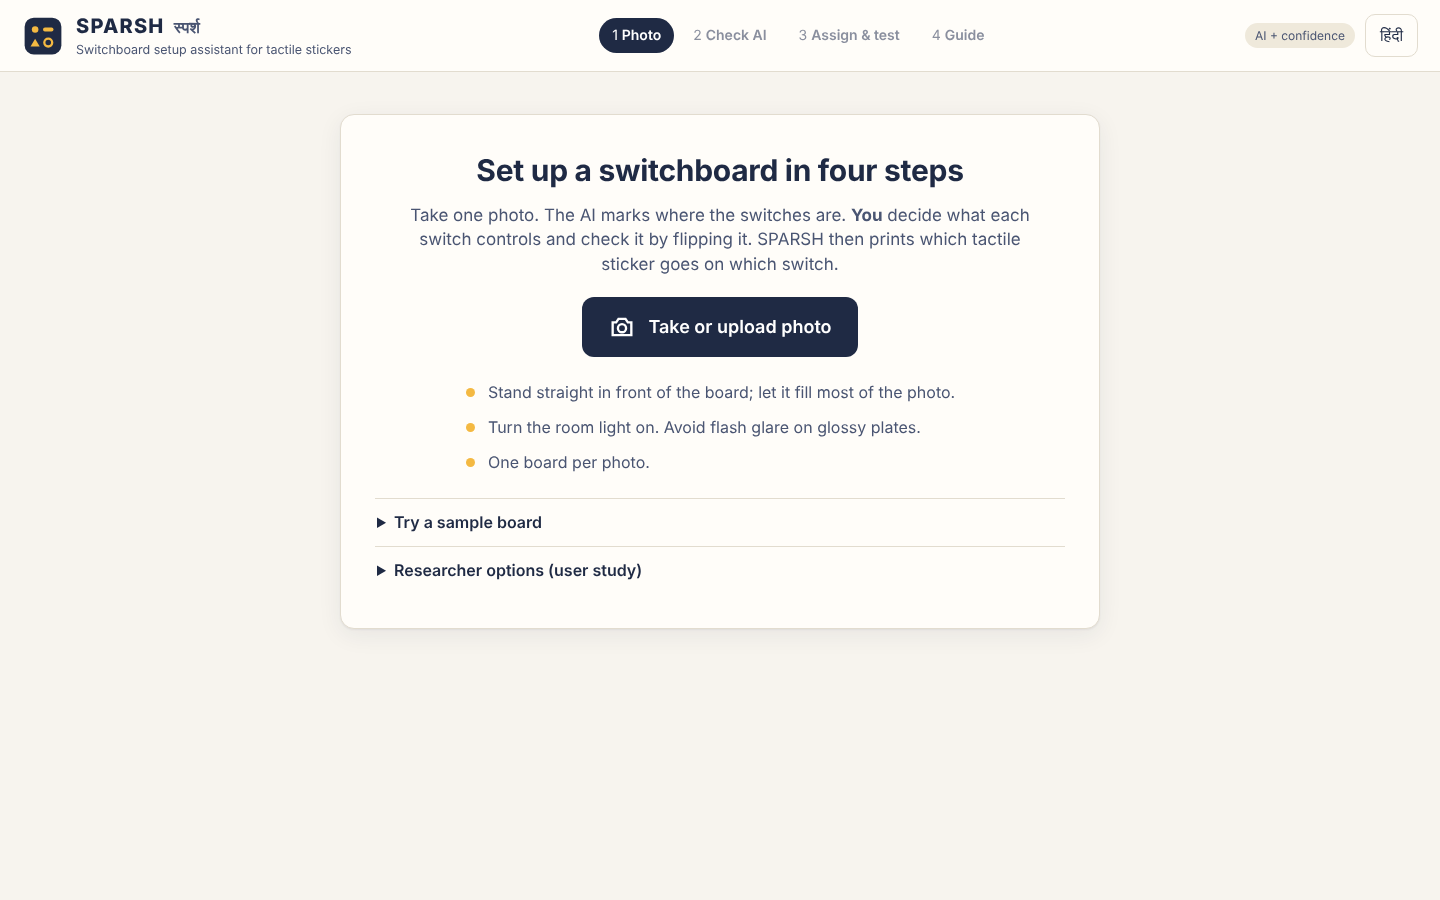 SPARSH स्पर्श
Switchboard setup assistant for tactile stickers
1 Photo
2 Check AI
3 Assign & test
4 Guide
AI + confidence
हिंदी
Set up a switchboard in four steps
Take one photo. The AI marks where the switches are. You decide what each
switch controls and check it by flipping it. SPARSH then prints which tactile
sticker goes on which switch.
Take or upload photo
Stand straight in front of the board; let it fill most of the photo.
Turn the room light on. Avoid flash glare on glossy plates.
One board per photo.
Try a sample board
Researcher options (user study)